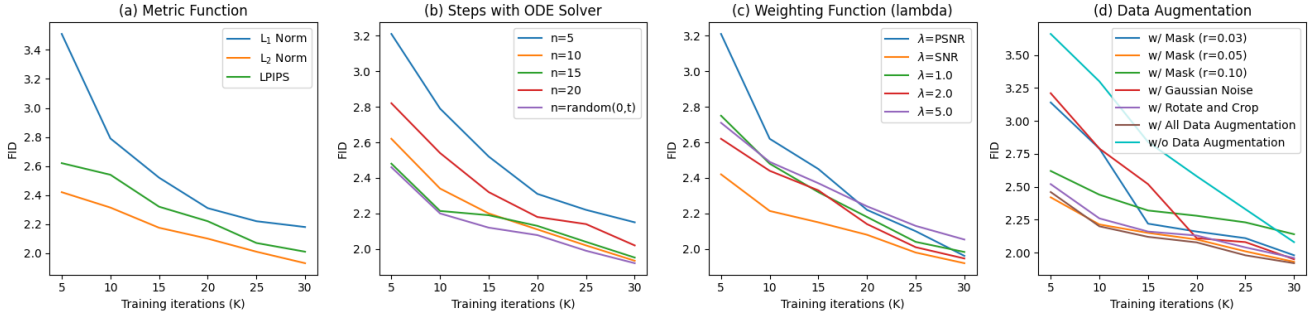 (a) Metric Function
FID
3.4
3.2
3.0
2.8
2.6
2.4
2.2
2.0
L1 Norm
L2 Norm
LPIPS
5 10 15 20 25 30
Training iterations (K)
(b) Steps with ODE Solver
FID
3.2
3.0
2.8
2.6
2.4
2.2
2.0
n=5
n=10
n=15
n=20
n=random(0,t)
5 10 15 20 25 30
Training iterations (K)
(c) Weighting Function (lambda)
FID
3.2
3.0
2.8
2.6
2.4
2.2
2.0
λ=PSNR
λ=SNR
λ=1.0
λ=2.0
λ=5.0
5 10 15 20 25 30
Training iterations (K)
(d) Data Augmentation
FID
3.50
3.25
3.00
2.75
2.50
2.25
2.00
w/ Mask (r=0.03)
w/ Mask (r=0.05)
w/ Mask (r=0.10)
w/ Gaussian Noise
w/ Rotate and Crop
w/ All Data Augmentation
w/o Data Augmentation
5 10 15 20 25 30
Training iterations (K)